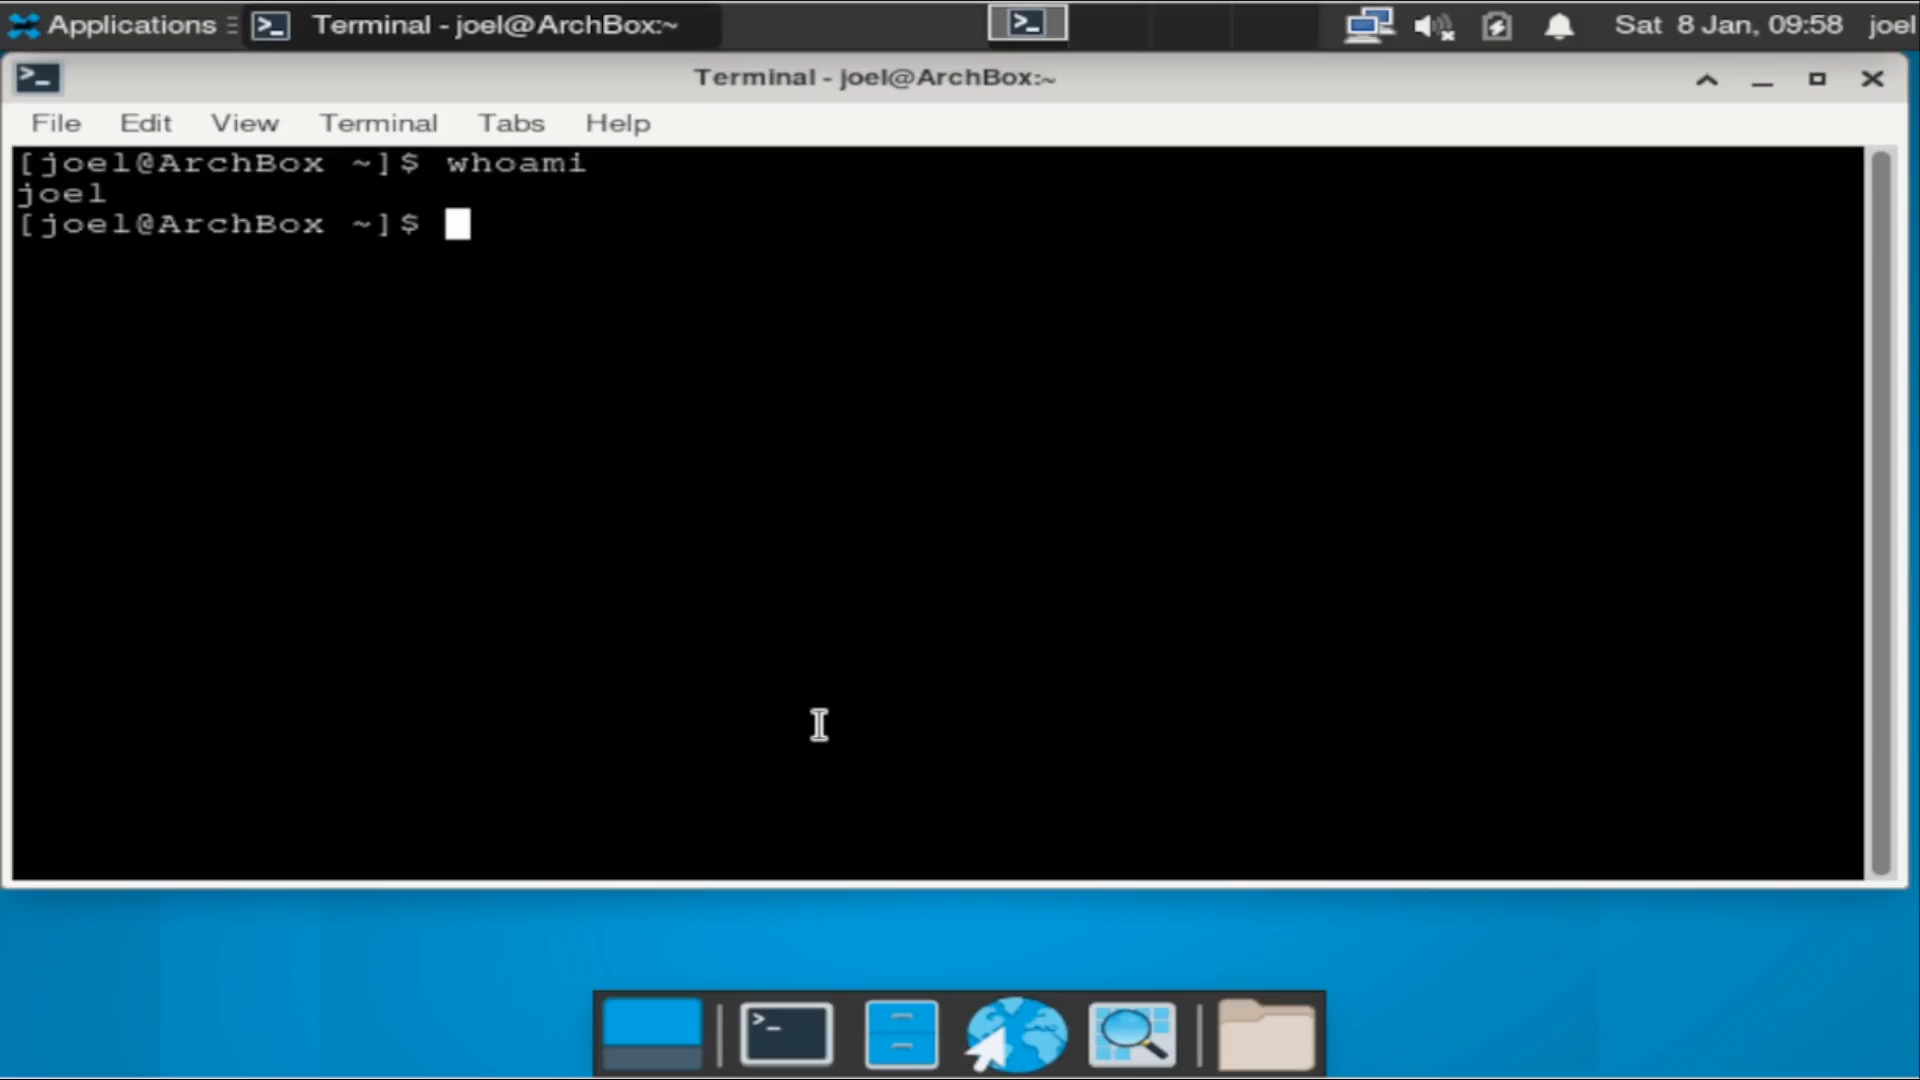 Applications Terminal - joel@ArchBox:~ Sat 8 Jan, 09:58 joel
Terminal - joel@ArchBox:~
File Edit View Terminal Tabs Help
[joel@ArchBox ~]$ whoami
joel
[joel@ArchBox ~]$